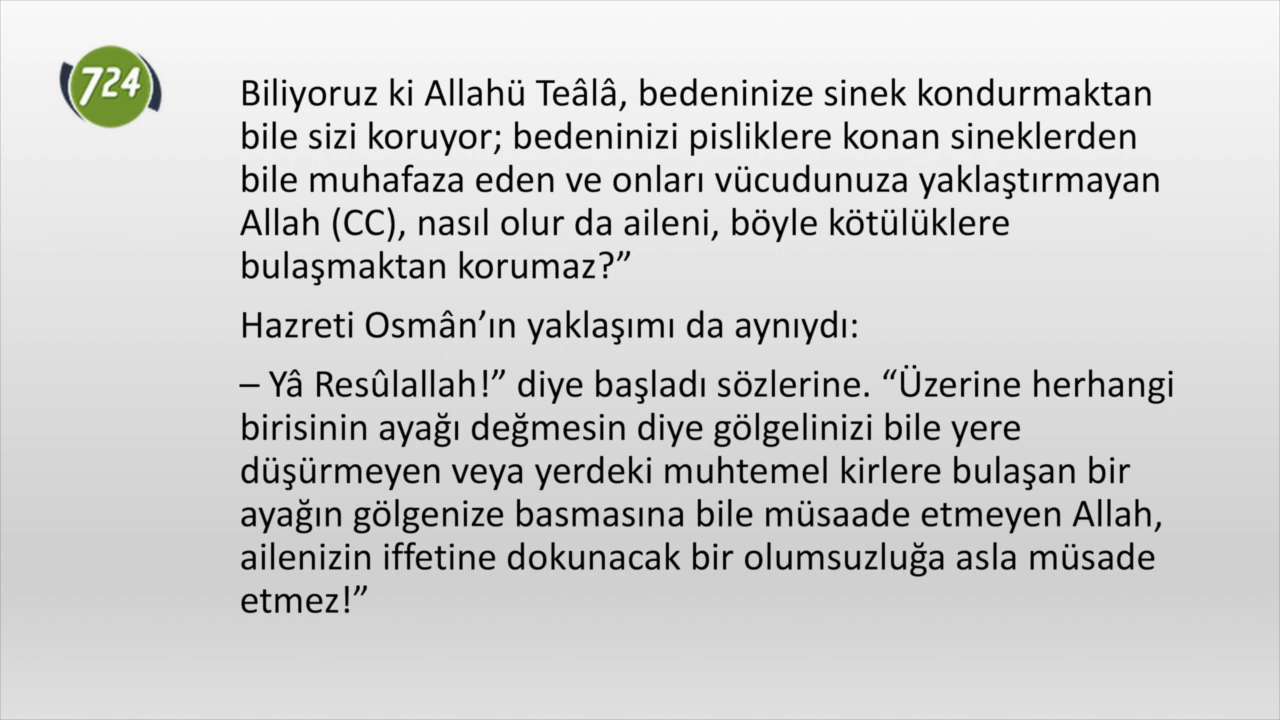 724
Biliyoruz ki Allahü Teâlâ, bedeninize sinek kondurmaktan
bile sizi koruyor; bedeninizi pisliklere konan sineklerden
bile muhafaza eden ve onları vücudunuza yaklaştırmayan
Allah (CC), nasıl olur da aileni, böyle kötülüklere
bulaşmaktan korumaz?”
Hazreti Osmân’ın yaklaşımı da aynıydı:
– Yâ Resûlallah!” diye başladı sözlerine. “Üzerine herhangi
birisinin ayağı değmesin diye gölgelinizi bile yere
düşürmeyen veya yerdeki muhtemel kirlere bulaşan bir
ayağın gölgenize basmasına bile müsaade etmeyen Allah,
ailenizin iffetine dokunacak bir olumsuzluğa asla müsade
etmez!”